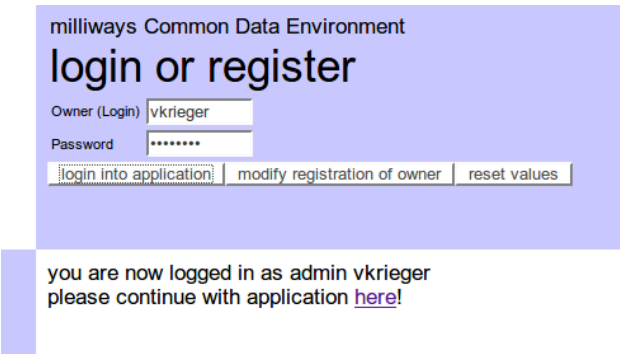 milliways Common Data Environment
login or register
Owner (Login) vkrieger
Password ••••••••
login into application modify registration of owner reset values
you are now logged in as admin vkrieger
please continue with application here!